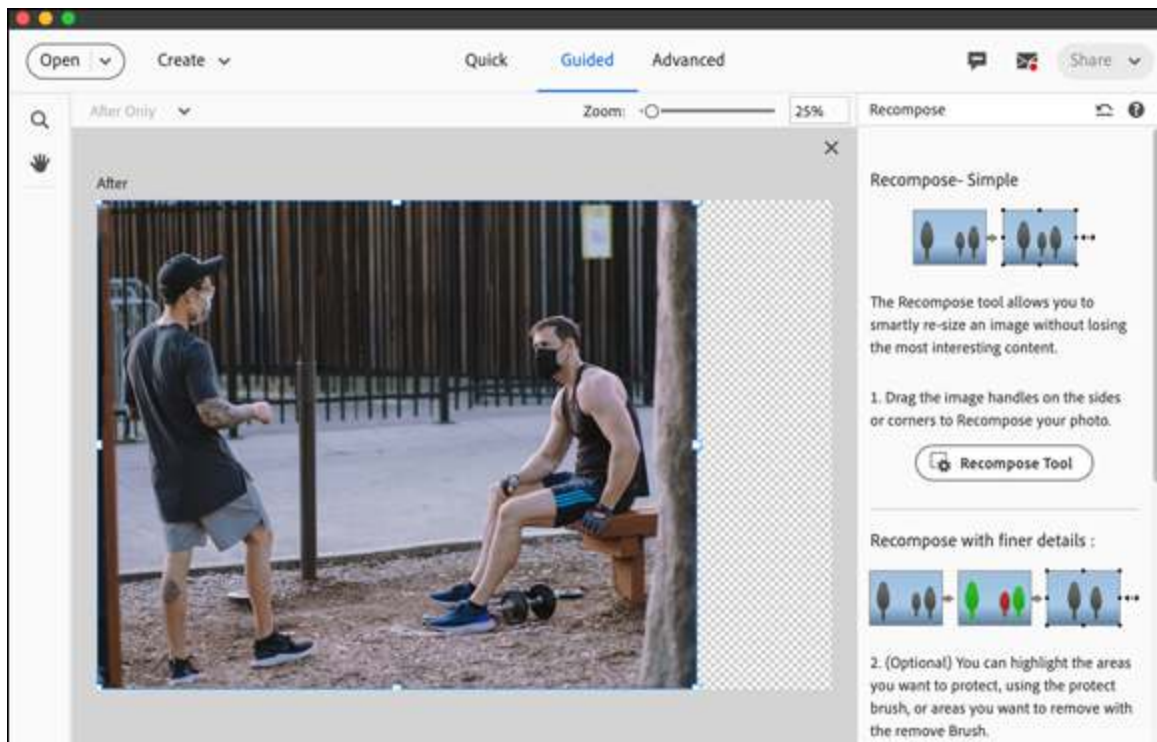 Open
Create
Quick
Guided
Advanced
Share
After Only
Zoom:
25%
Recompose
After
Recompose- Simple
The Recompose tool allows you to
smartly re-size an image without losing
the most interesting content.
1. Drag the image handles on the sides
or corners to Recompose your photo.
Recompose Tool
Recompose with finer details :
2. (Optional) You can highlight the areas
you want to protect, using the protect
brush, or areas you want to remove with
the remove Brush.